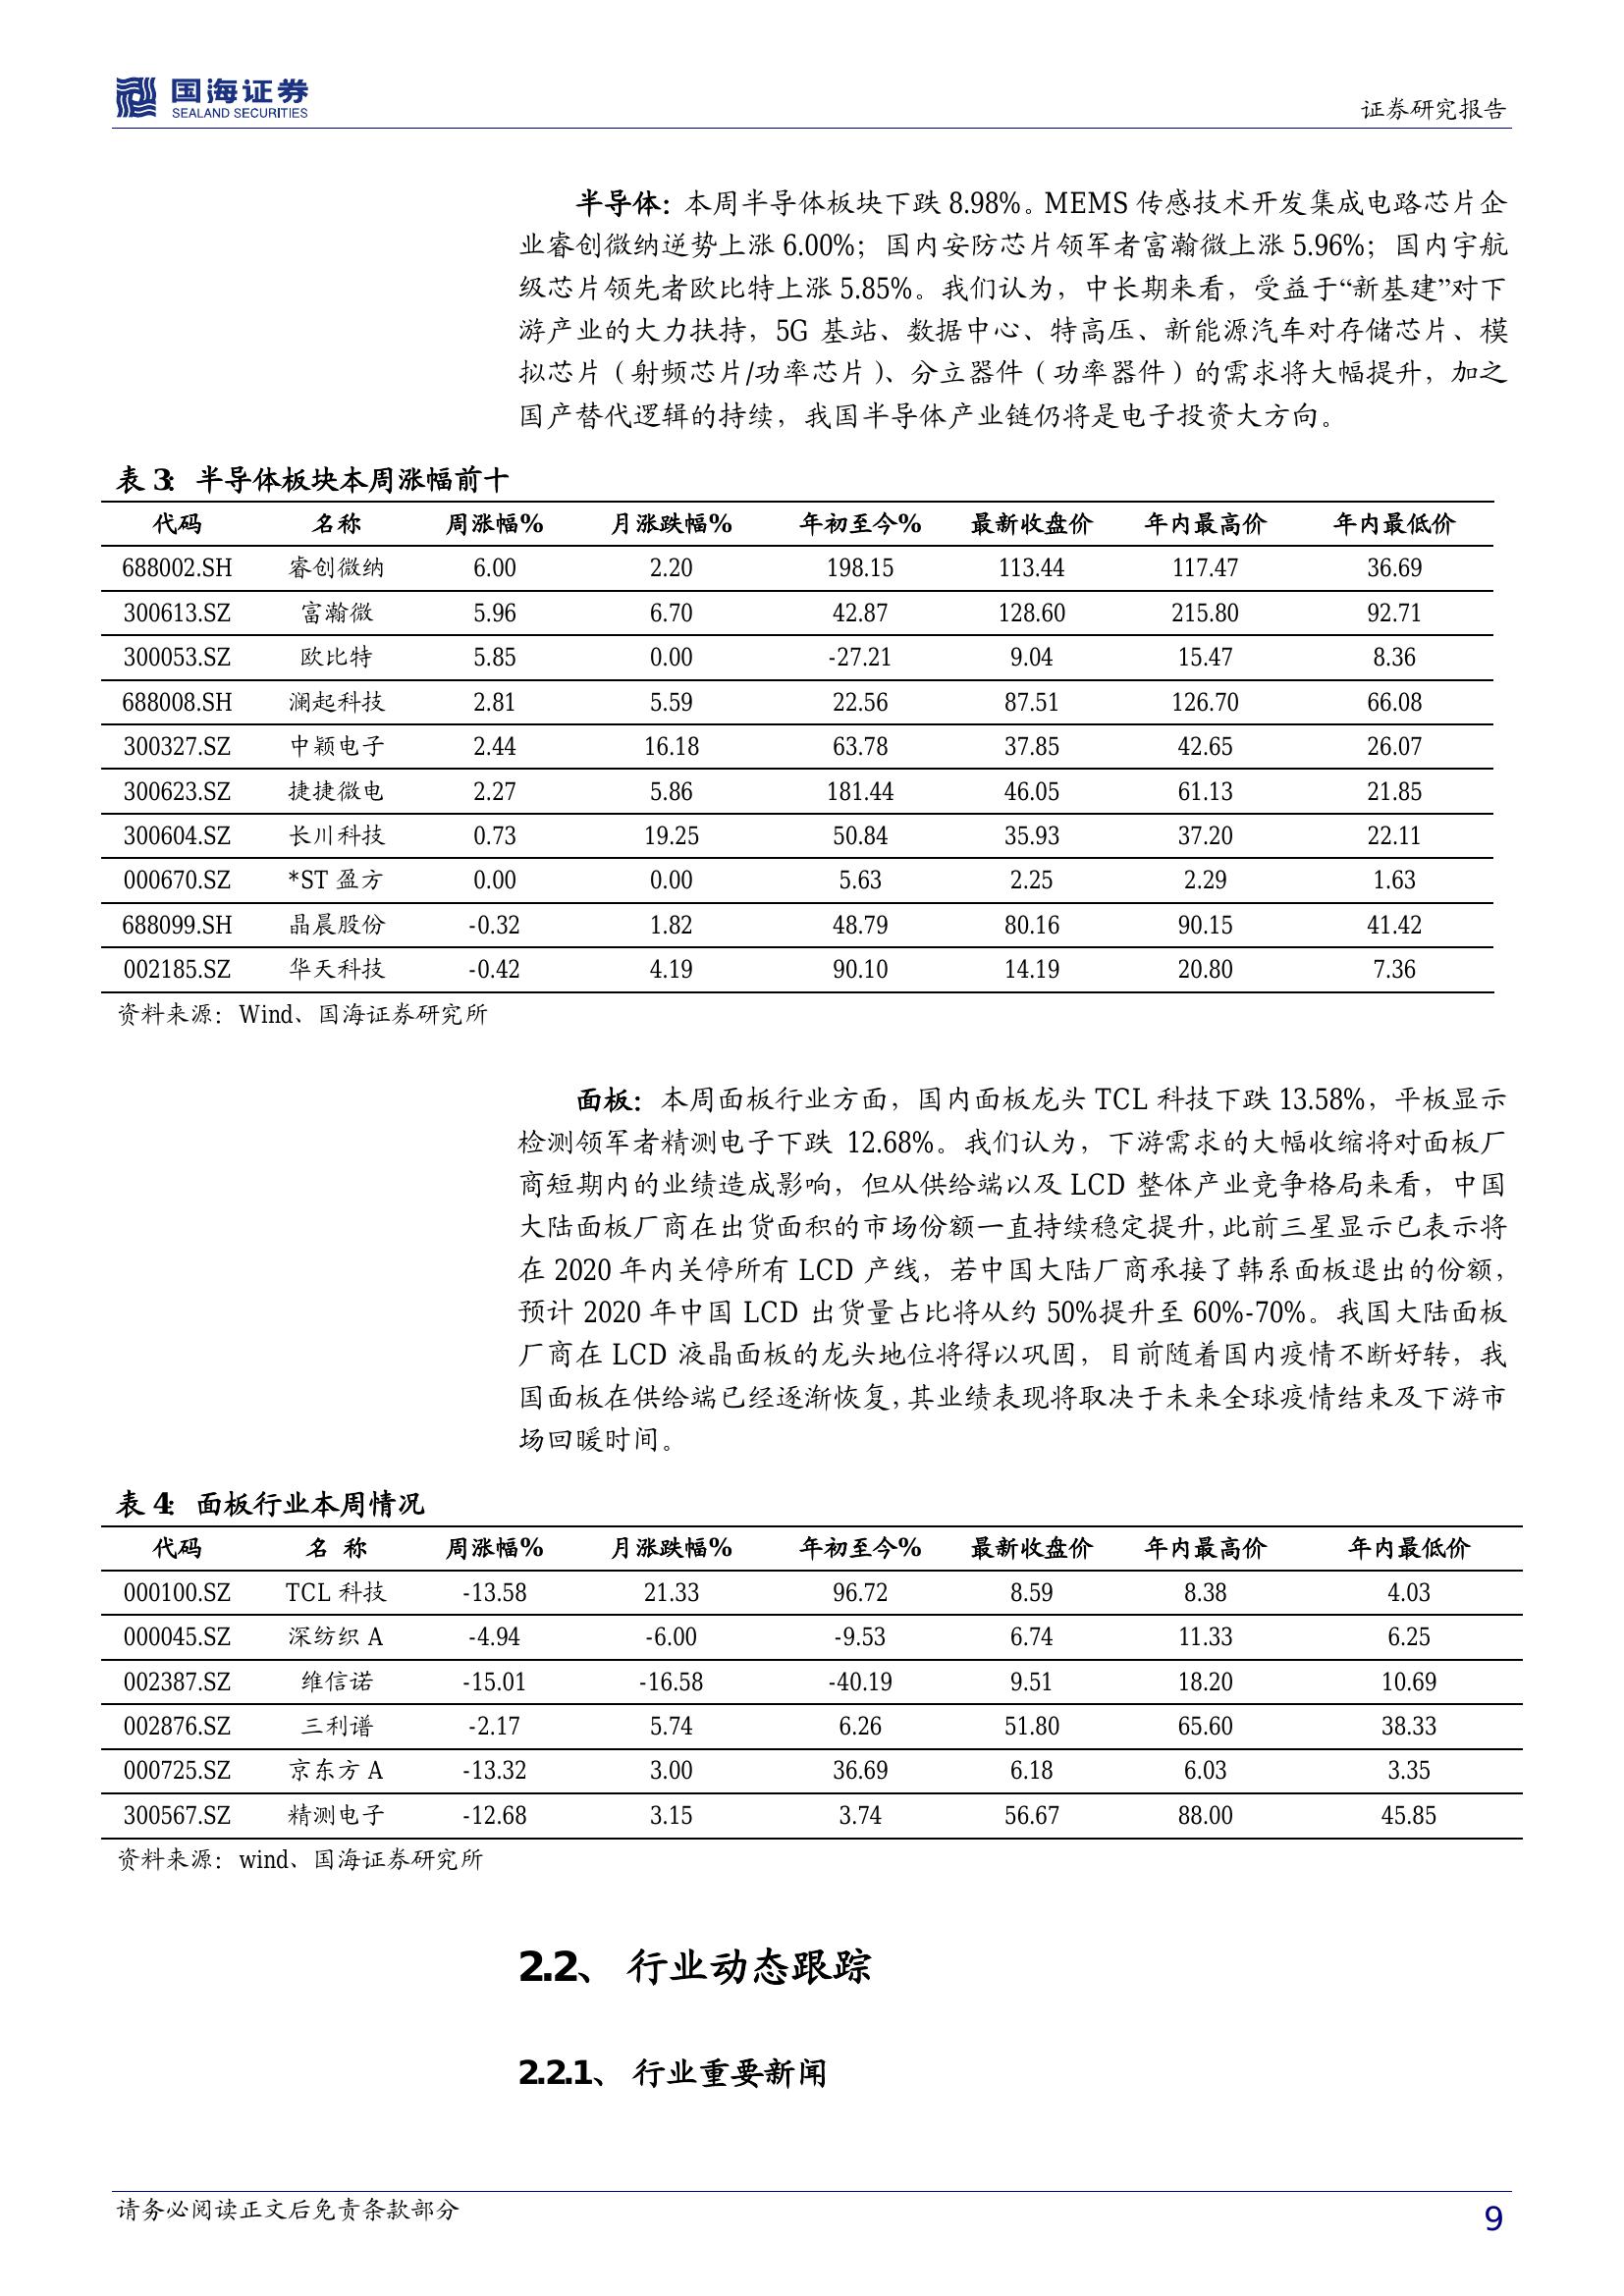 国海证券
SEALAND SECURITIES
证券研究报告
半导体：本周半导体板块下跌 8.98%。MEMS 传感技术开发集成电路芯片企
业睿创微纳逆势上涨 6.00%；国内安防芯片领军者富瀚微上涨 5.96%；国内宇航
级芯片领先者欧比特上涨 5.85%。我们认为，中长期来看，受益于“新基建”对下
游产业的大力扶持，5G 基站、数据中心、特高压、新能源汽车对存储芯片、模
拟芯片（射频芯片/功率芯片）、分立器件（功率器件）的需求将大幅提升，加之
国产替代逻辑的持续，我国半导体产业链仍将是电子投资大方向。
表 3：半导体板块本周涨幅前十
代码 名称 周涨幅% 月涨跌幅% 年初至今% 最新收盘价 年内最高价 年内最低价
688002.SH 睿创微纳 6.00 2.20 198.15 113.44 117.47 36.69
300613.SZ 富瀚微 5.96 6.70 42.87 128.60 215.80 92.71
300053.SZ 欧比特 5.85 0.00 -27.21 9.04 15.47 8.36
688008.SH 澜起科技 2.81 5.59 22.56 87.51 126.70 66.08
300327.SZ 中颖电子 2.44 16.18 63.78 37.85 42.65 26.07
300623.SZ 捷捷微电 2.27 5.86 181.44 46.05 61.13 21.85
300604.SZ 长川科技 0.73 19.25 50.84 35.93 37.20 22.11
000670.SZ *ST 盈方 0.00 0.00 5.63 2.25 2.29 1.63
688099.SH 晶晨股份 -0.32 1.82 48.79 80.16 90.15 41.42
002185.SZ 华天科技 -0.42 4.19 90.10 14.19 20.80 7.36
资料来源：Wind、国海证券研究所
面板：本周面板行业方面，国内面板龙头 TCL 科技下跌 13.58%，平板显示
检测领军者精测电子下跌 12.68%。我们认为，下游需求的大幅收缩将对面板厂
商短期内的业绩造成影响，但从供给端以及 LCD 整体产业竞争格局来看，中国
大陆面板厂商在出货面积的市场份额一直持续稳定提升，此前三星显示已表示将
在 2020 年内关停所有 LCD 产线，若中国大陆厂商承接了韩系面板退出的份额，
预计 2020 年中国 LCD 出货量占比将从约 50%提升至 60%-70%。我国大陆面板
厂商在 LCD 液晶面板的龙头地位将得以巩固，目前随着国内疫情不断好转，我
国面板在供给端已经逐渐恢复，其业绩表现将取决于未来全球疫情结束及下游市
场回暖时间。
表 4：面板行业本周情况
代码 名 称 周涨幅% 月涨跌幅% 年初至今% 最新收盘价 年内最高价 年内最低价
000100.SZ TCL 科技 -13.58 21.33 96.72 8.59 8.38 4.03
000045.SZ 深纺织 A -4.94 -6.00 -9.53 6.74 11.33 6.25
002387.SZ 维信诺 -15.01 -16.58 -40.19 9.51 18.20 10.69
002876.SZ 三利谱 -2.17 5.74 6.26 51.80 65.60 38.33
000725.SZ 京东方 A -13.32 3.00 36.69 6.18 6.03 3.35
300567.SZ 精测电子 -12.68 3.15 3.74 56.67 88.00 45.85
资料来源：wind、国海证券研究所
2.2、 行业动态跟踪
2.2.1、 行业重要新闻
请务必阅读正文后免责条款部分
9